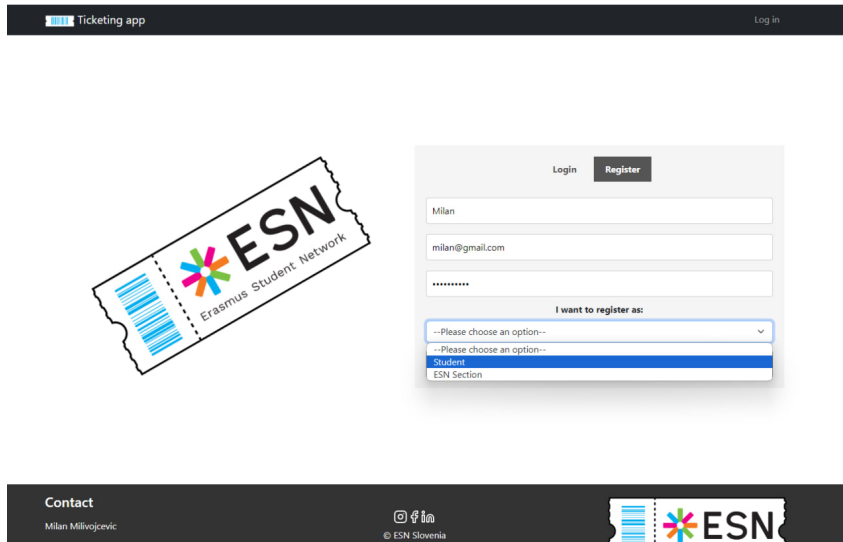 Ticketing app
Log in
ESN
Erasmus Student Network
Login
Register
Milan
milan@gmail.com
••••••••••
I want to register as:
--Please choose an option--
--Please choose an option--
Student
ESN Section
Contact
Milan Milivojcevic
© ESN Slovenia
ESN